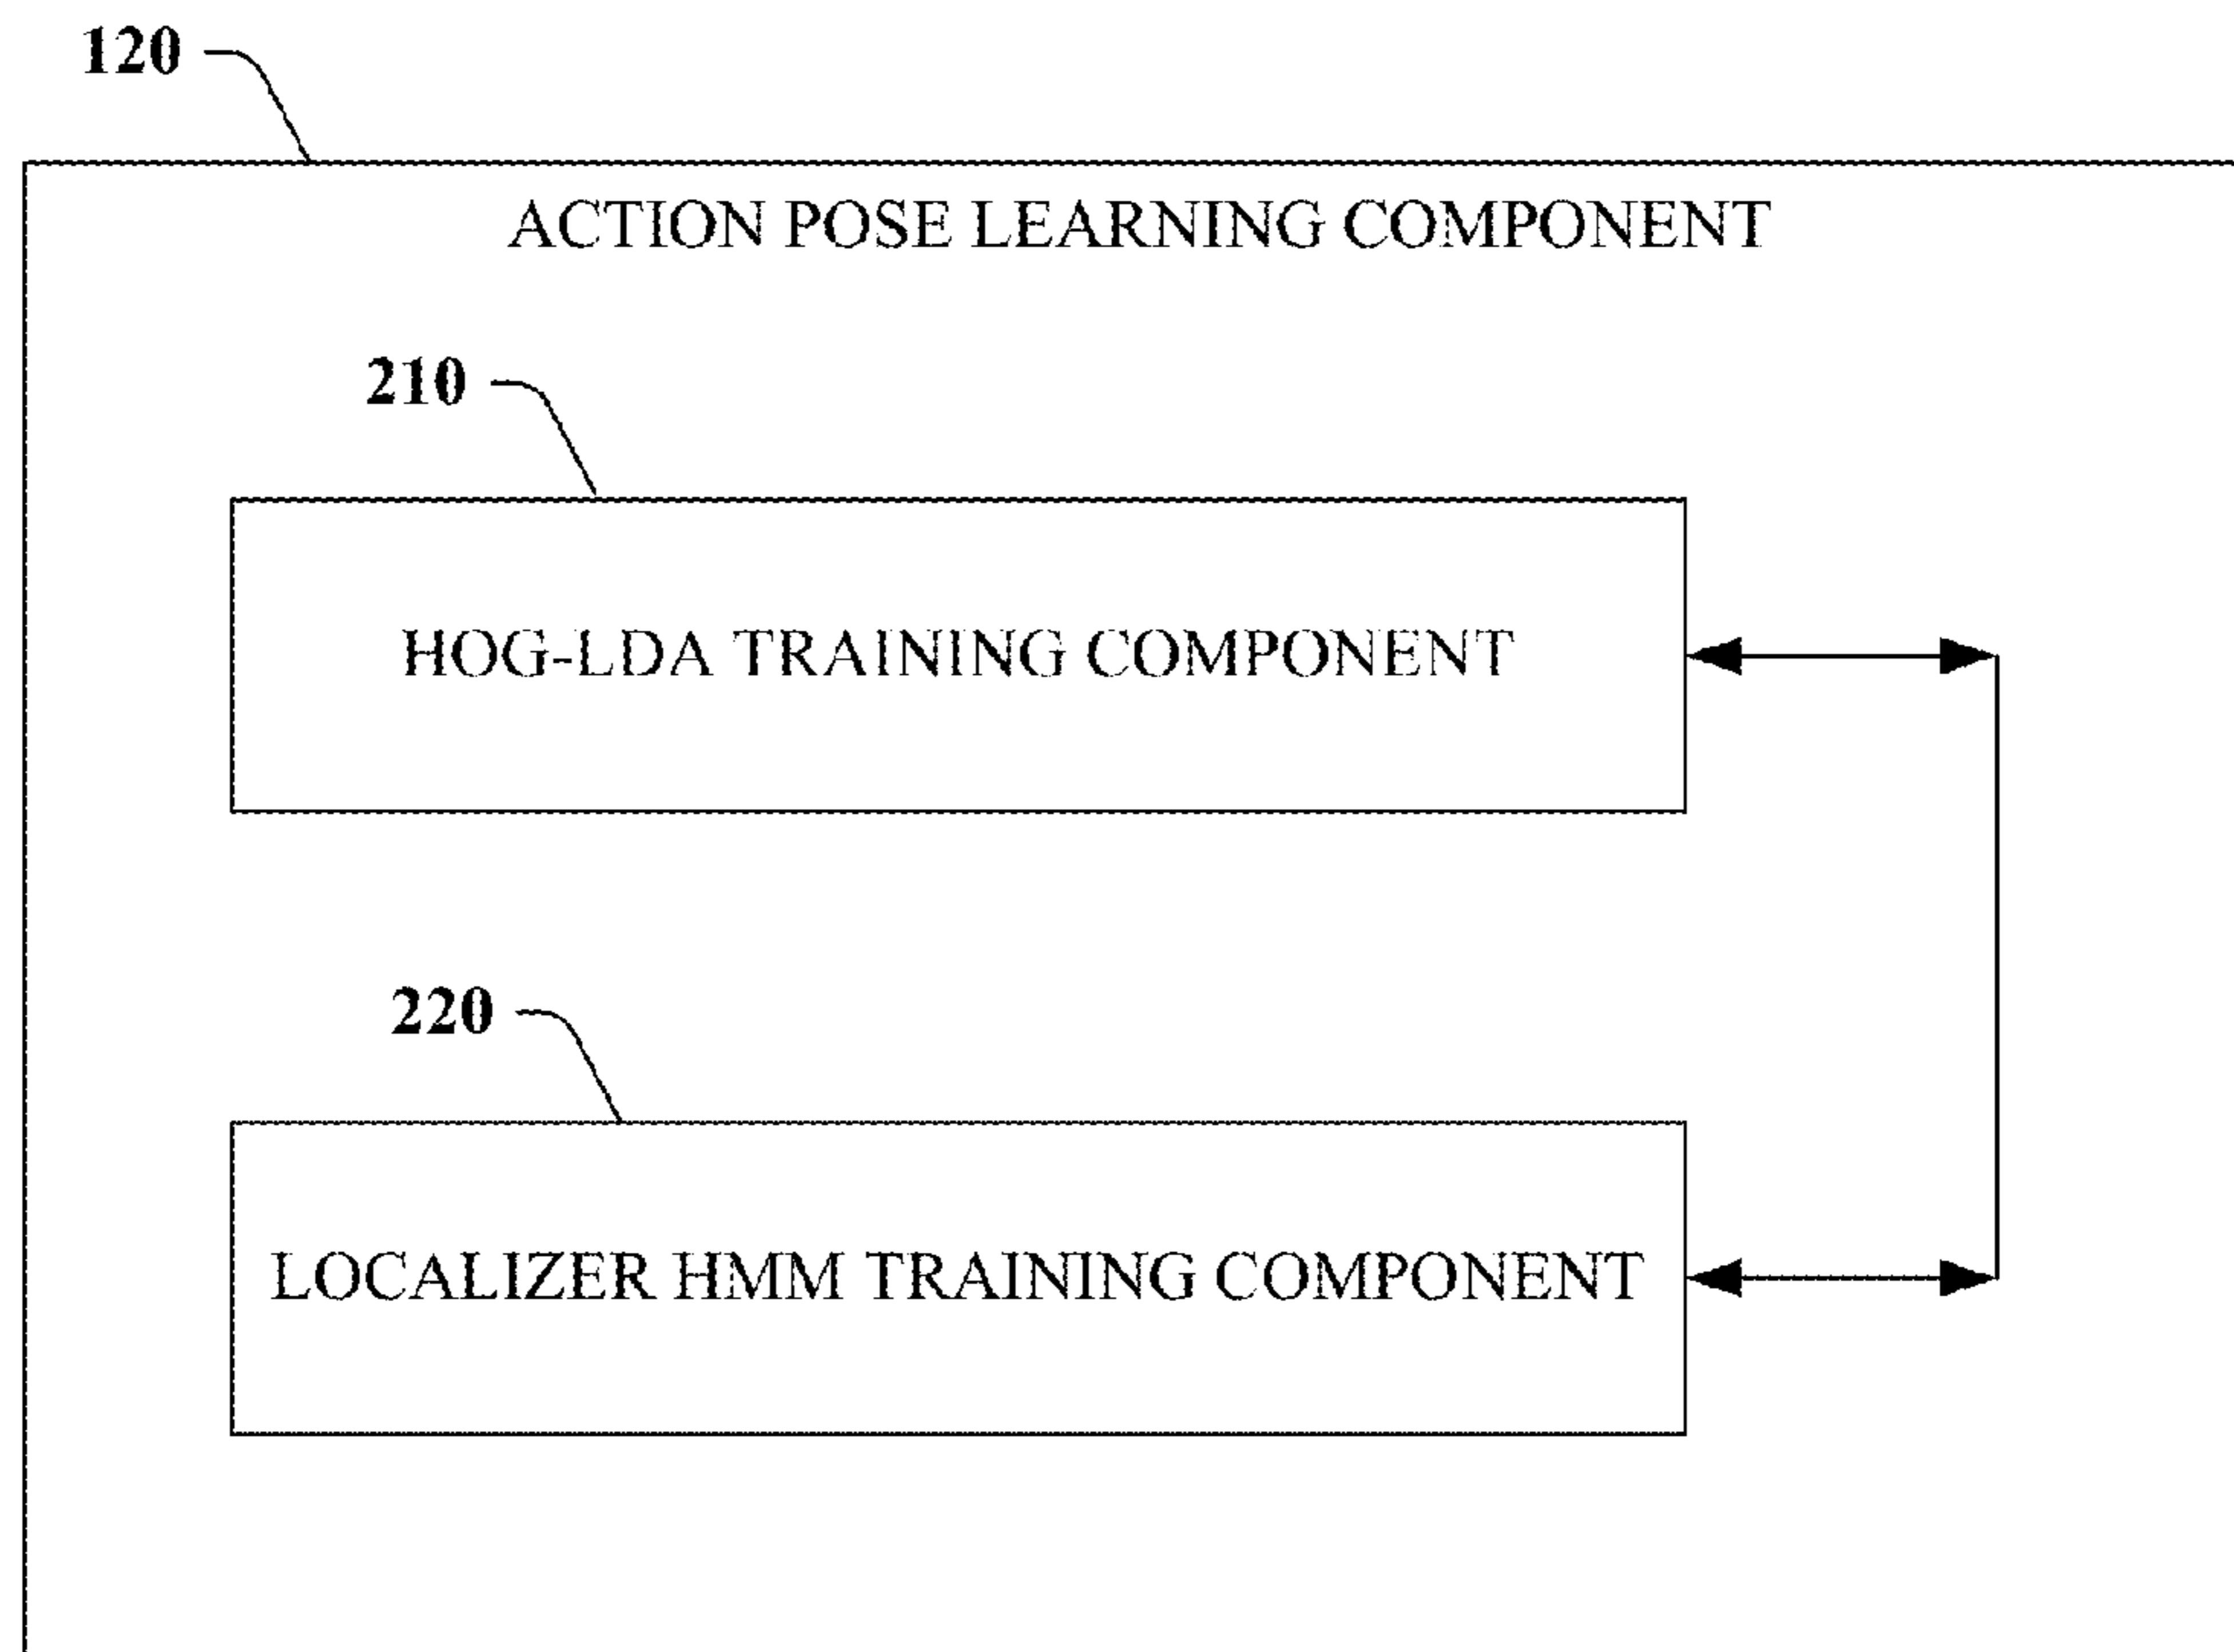 120
ACTION POSE LEARNING COMPONENT
210
HOG-LDA TRAINING COMPONENT
220
LOCALIZER HMM TRAINING COMPONENT